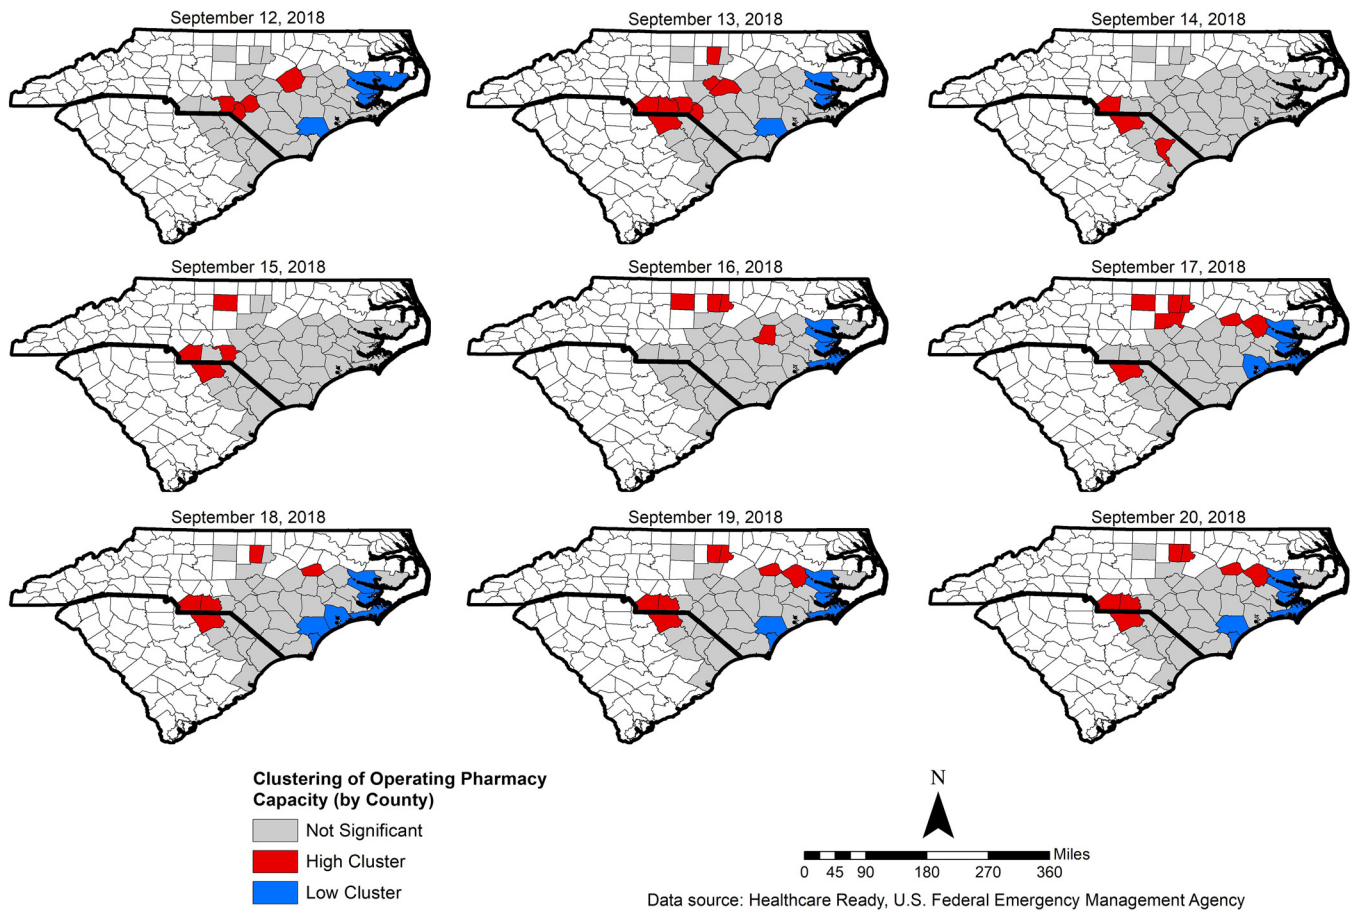 September 12, 2018
September 13, 2018
September 14, 2018
September 15, 2018
September 16, 2018
September 17, 2018
September 18, 2018
September 19, 2018
September 20, 2018
Clustering of Operating Pharmacy
Capacity (by County)
Not Significant
High Cluster
Low Cluster
N
Miles
0 45 90 180 270 360
Data source: Healthcare Ready, U.S. Federal Emergency Management Agency